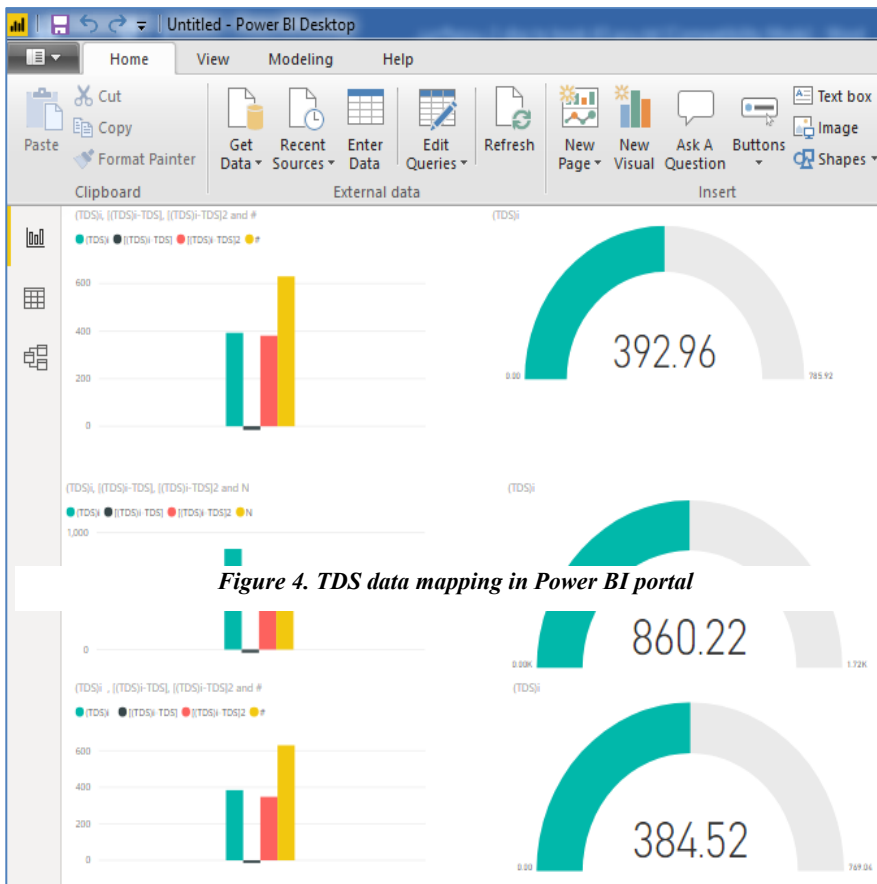 Untitled - Power BI Desktop
Home View Modeling Help
Paste
Cut
Copy
Format Painter
Clipboard
Get Data
Recent Sources
Enter Data
Edit Queries
External data
Refresh
New Page
New Visual
Ask A Question
Buttons
Text box
Image
Shapes
Insert
(TDS)i, [(TDS)i-TDS], [(TDS)i-TDS]2 and #
(TDS)i [(TDS)i-TDS] [(TDS)i-TDS]2 #
600
400
200
0
(TDS)i
392.96
0.00
785.92
(TDS)i, [(TDS)i-TDS], [(TDS)i-TDS]2 and N
(TDS)i [(TDS)i-TDS] [(TDS)i-TDS]2 N
1,000
0
(TDS)i
Figure 4. TDS data mapping in Power BI portal
860.22
0.00K
1.72K
(TDS)i , [(TDS)i-TDS], [(TDS)i-TDS]2 and #
(TDS)i [(TDS)i-TDS] [(TDS)i-TDS]2 #
600
400
200
0
(TDS)i
384.52
0.00
769.04